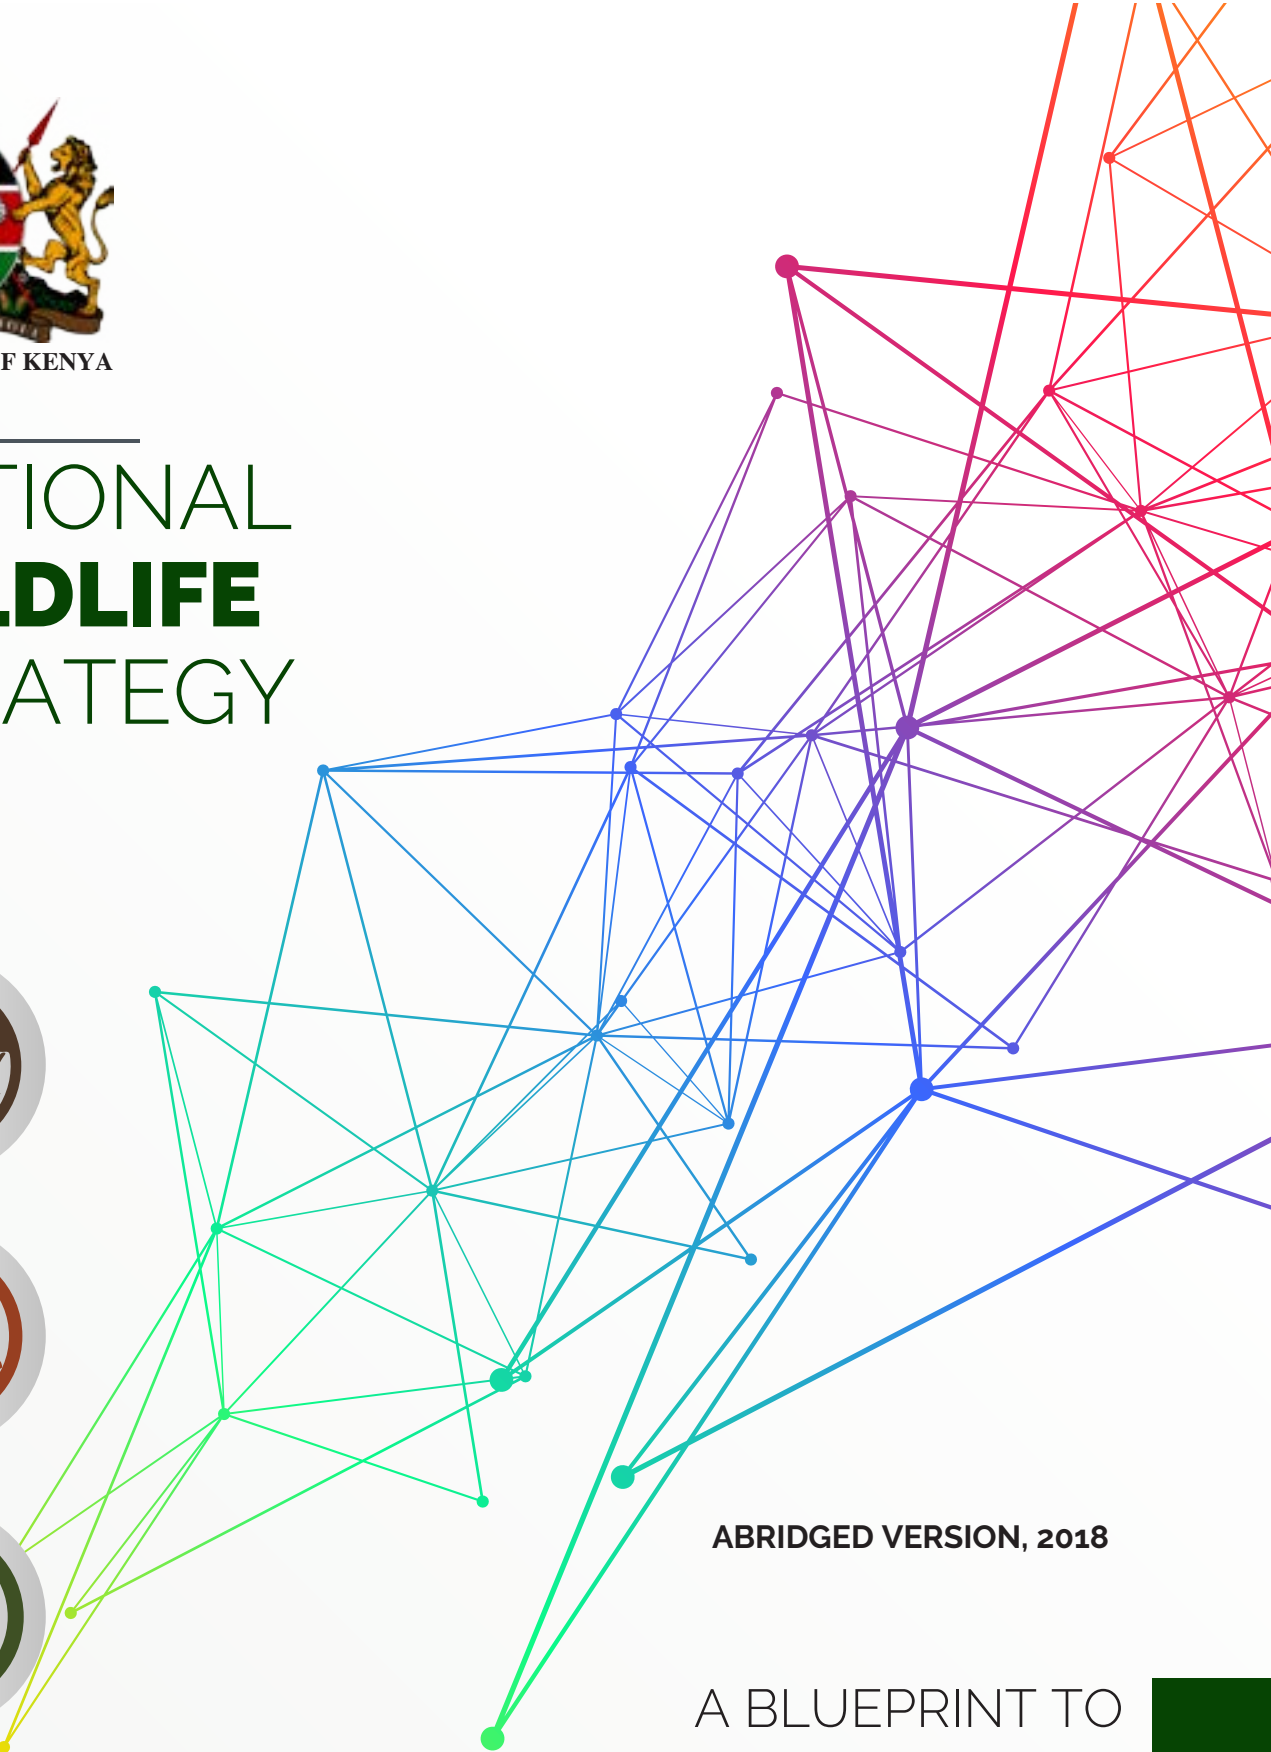 F KENYA
TIONAL
LDLIFE
ATEGY
ABRIDGED VERSION, 2018
A BLUEPRINT TO